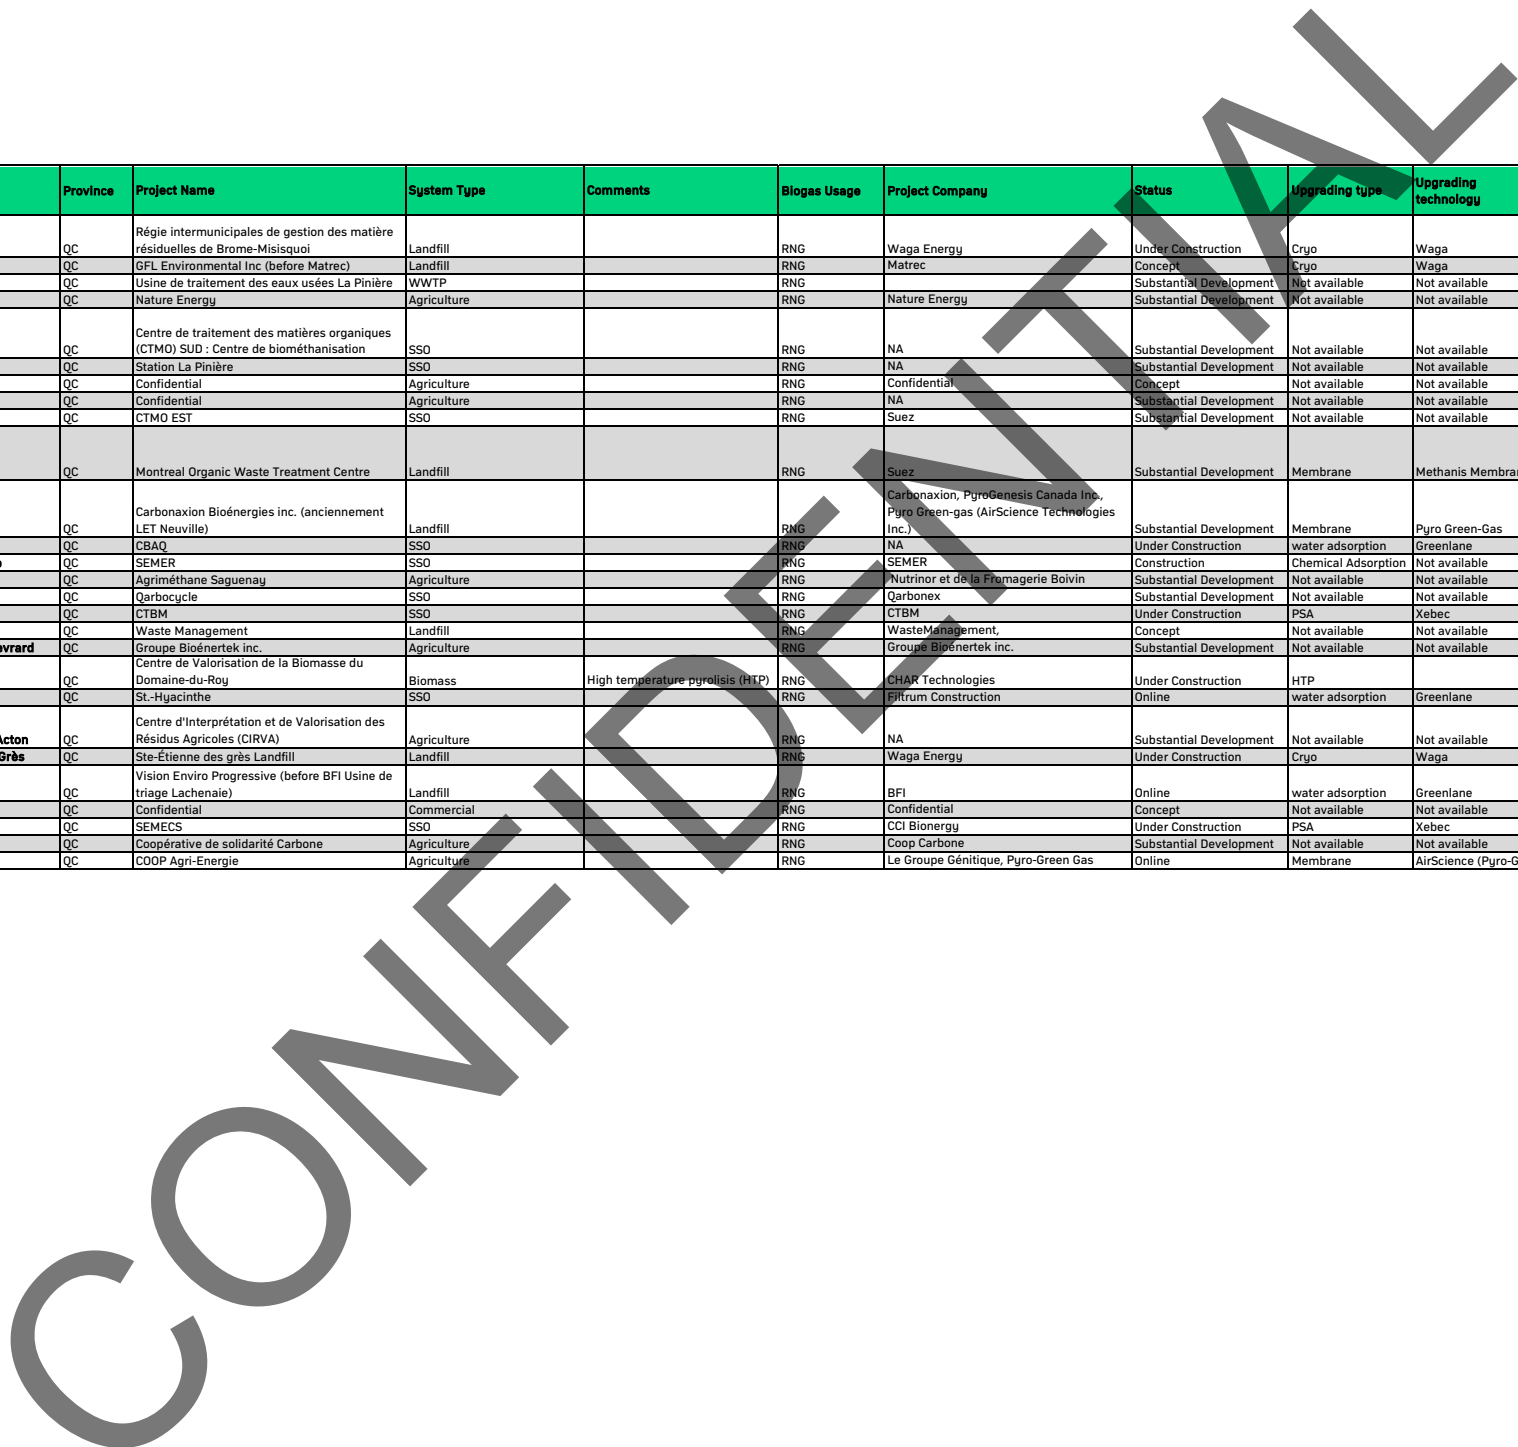 Province Project Name System Type Comments Biogas Usage Project Company Status Upgrading type Upgrading
technology
Régie intermunicipales de gestion des matière
QC résiduelles de Brome-Misisquoi Landfill RNG Waga Energy Under Construction Cryo Waga
QC GFL Environmental Inc (before Matrec) Landfill RNG Matrec Concept Cryo Waga
QC Usine de traitement des eaux usées La Pinière WWTP RNG Substantial Development Not available Not available
QC Nature Energy Agriculture RNG Nature Energy Substantial Development Not available Not available
Centre de traitement des matières organiques
QC (CTMO) SUD : Centre de biométhanisation SSO RNG NA Substantial Development Not available Not available
QC Station La Pinière SSO RNG NA Substantial Development Not available Not available
QC Confidential Agriculture RNG Confidential Concept Not available Not available
QC Confidential Agriculture RNG NA Substantial Development Not available Not available
QC CTMO EST SSO RNG Suez Substantial Development Not available Not available
QC Montreal Organic Waste Treatment Centre Landfill RNG Suez Substantial Development Membrane Methanis Membra
Carbonaxion, PyroGenesis Canada Inc.,
Carbonaxion Bioénergies inc. (anciennement Pyro Green-gas (AirScience Technologies
QC LET Neuville) Landfill RNG Inc.) Substantial Development Membrane Pyro Green-Gas
QC CBAQ SSO RNG NA Under Construction water adsorption Greenlane
QC SEMER SSO RNG SEMER Construction Chemical Adsorption Not available
QC Agriméthane Saguenay Agriculture RNG Nutrinor et de la Fromagerie Boivin Substantial Development Not available Not available
QC Qarbocycle SSO RNG Qarbonex Substantial Development Not available Not available
QC CTBM SSO RNG CTBM Under Construction PSA Xebec
QC Waste Management Landfill RNG WasteManagement, Concept Not available Not available
evrard QC Groupe Bioénertek inc. Agriculture RNG Groupe Bioénertek inc. Substantial Development Not available Not available
Centre de Valorisation de la Biomasse du
QC Domaine-du-Roy Biomass High temperature pyrolisis (HTP) RNG CHAR Technologies Under Construction HTP
QC St.-Hyacinthe SSO RNG Filtrum Construction Online water adsorption Greenlane
Centre d'Interprétation et de Valorisation des
Acton QC Résidus Agricoles (CIRVA) Agriculture RNG NA Substantial Development Not available Not available
Grès QC Ste-Étienne des grès Landfill Landfill RNG Waga Energy Under Construction Cryo Waga
Vision Enviro Progressive (before BFI Usine de
QC triage Lachenaie) Landfill RNG BFI Online water adsorption Greenlane
QC Confidential Commercial RNG Confidential Concept Not available Not available
QC SEMECS SSO RNG CCI Bionergy Under Construction PSA Xebec
QC Coopérative de solidarité Carbone Agriculture RNG Coop Carbone Substantial Development Not available Not available
QC COOP Agri-Energie Agriculture RNG Le Groupe Génitique, Pyro-Green Gas Online Membrane AirScience (Pyro-G
CONFIDENTIAL